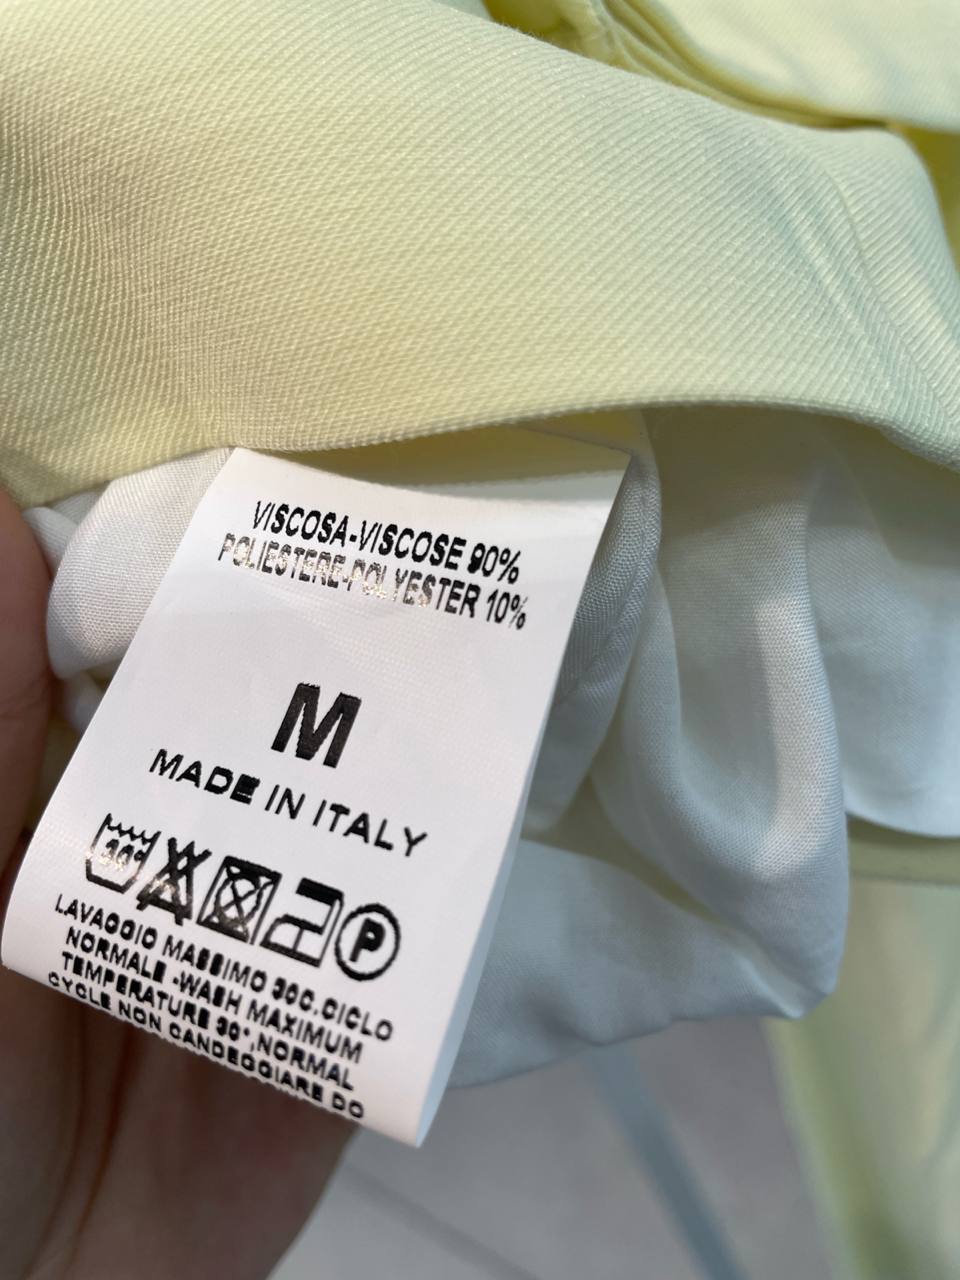 VISCOSA-VISCOSE 90%
POLIESTERE-POLYESTER 10%
M
MADE IN ITALY
30° P
LAVAGGIO MASSIMO 30C.CICLO
NORMALE -WASH MAXIMUM
TEMPERATURE 30°,NORMAL
CYCLE NON CANDEGGIARE DO